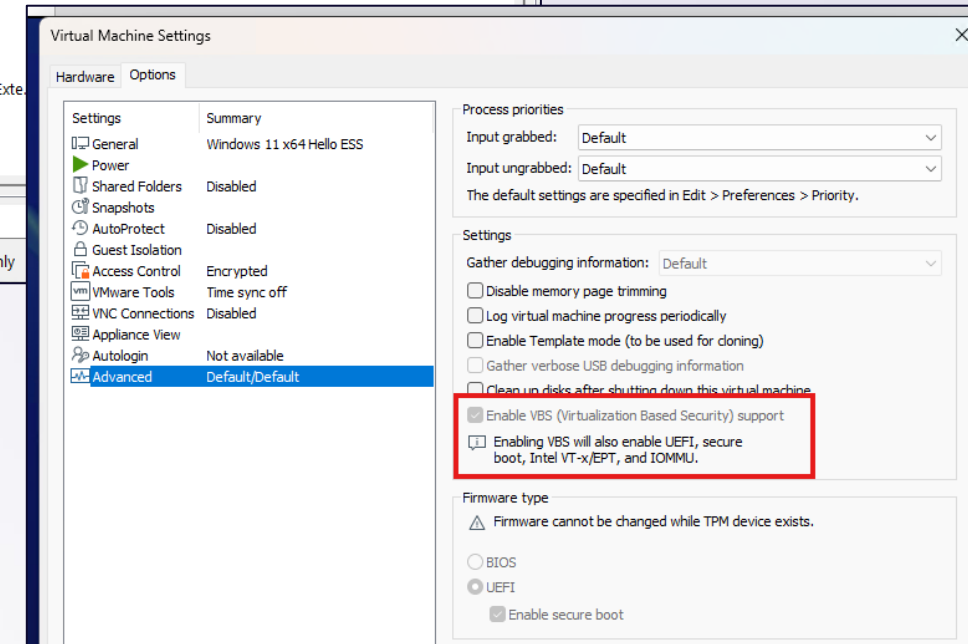 Virtual Machine Settings
Hardware Options
Exte.
nly
Settings Summary
General Windows 11 x64 Hello ESS
Power
Shared Folders Disabled
Snapshots
AutoProtect Disabled
Guest Isolation
Access Control Encrypted
VMware Tools Time sync off
VNC Connections Disabled
Appliance View
Autologin Not available
Advanced Default/Default
Process priorities
Input grabbed: Default
Input ungrabbed: Default
The default settings are specified in Edit > Preferences > Priority.
Settings
Gather debugging information: Default
Disable memory page trimming
Log virtual machine progress periodically
Enable Template mode (to be used for cloning)
Gather verbose USB debugging information
Clean up disks after shutting down this virtual machine
Enable VBS (Virtualization Based Security) support
Enabling VBS will also enable UEFI, secure
boot, Intel VT-x/EPT, and IOMMU.
Firmware type
Firmware cannot be changed while TPM device exists.
BIOS
UEFI
Enable secure boot